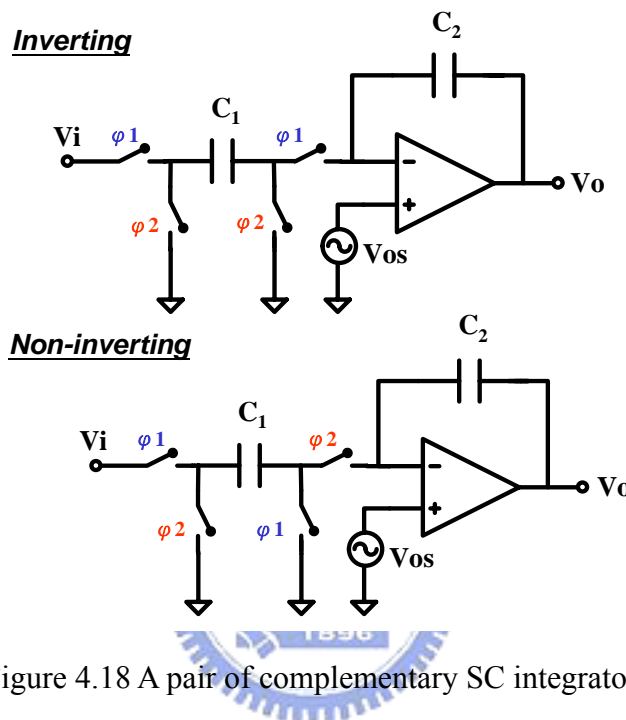 Inverting
C2
C1
Vi
φ1
φ1
φ2
φ2
Vo
Vos
Non-inverting
C2
C1
Vi
φ1
φ2
φ2
φ1
Vo
Vos
1896
igure 4.18 A pair of complementary SC integrato